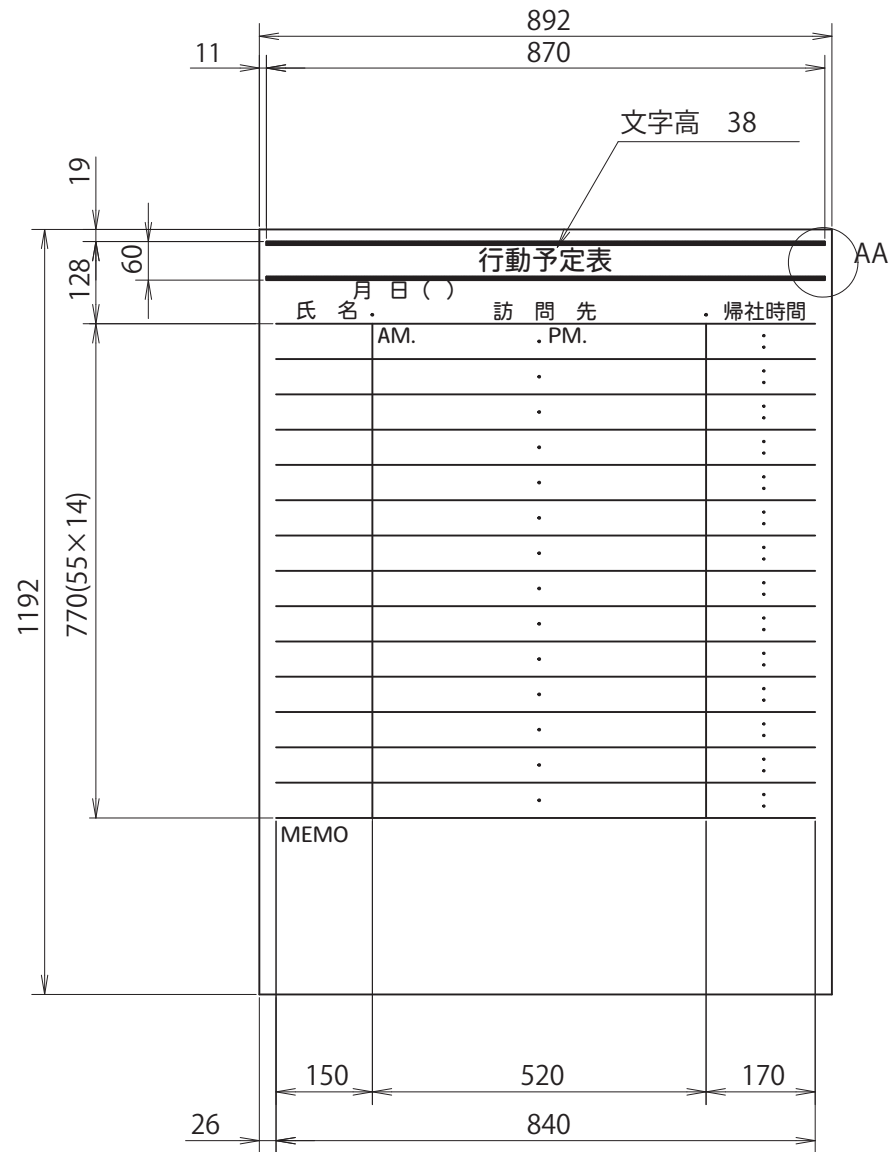 892
11 870
文字高 38
19
128
60
行動予定表
AA
月 日 ( )
氏 名 . 訪 問 先 . 帰社時間
AM. . PM. :
1192
770(55×14)
MEMO
150 520 170
26 840